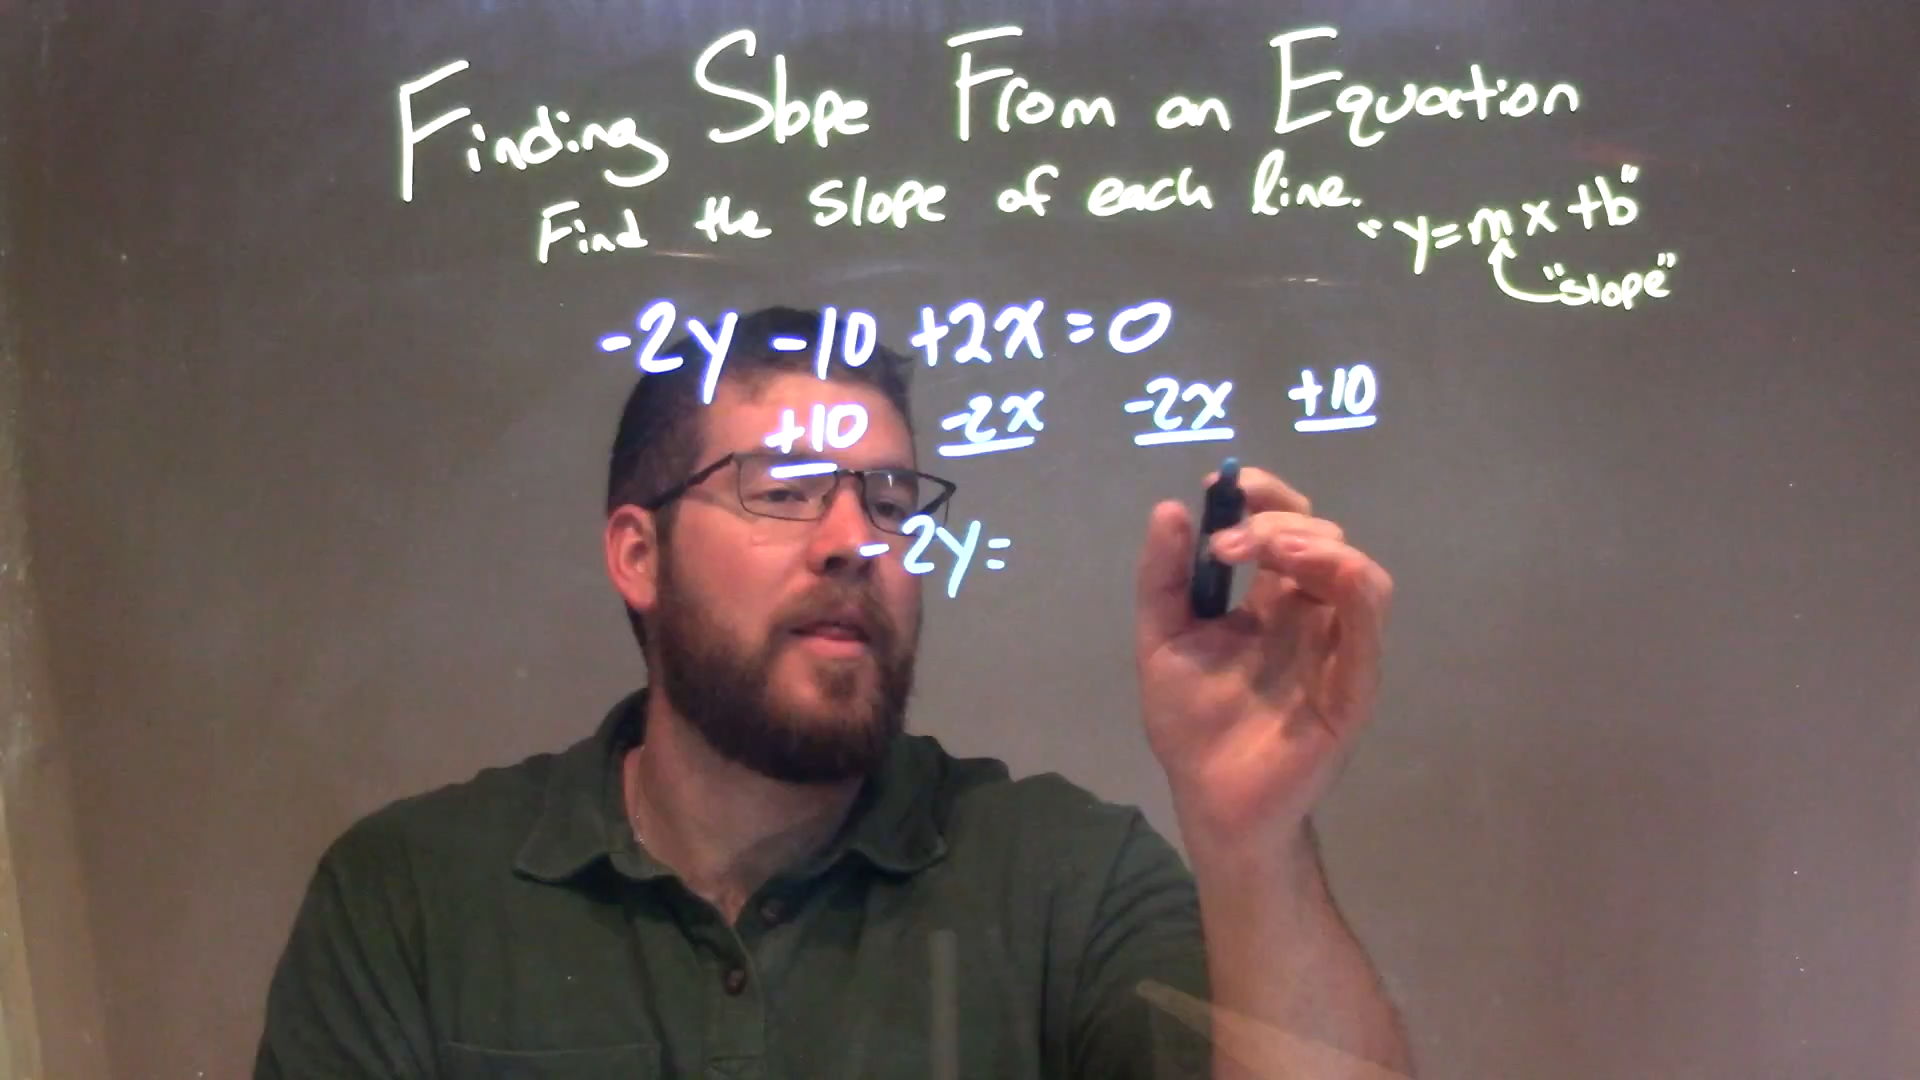 Finding Slope From an Equation
Find the slope of each line.
"y=mx+b"
"slope"
-2y -10 +2x=0
+10 -2x -2x +10
-2y=